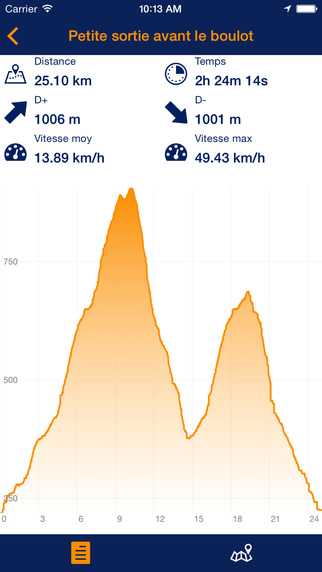 Carrier 10:13 AM
Petite sortie avant le boulot
Distance Temps
25.10 km 2h 24m 14s
D+ D-
1006 m 1001 m
Vitesse moy Vitesse max
13.89 km/h 49.43 km/h
750
500
250
0 3 6 9 12 15 18 21 24